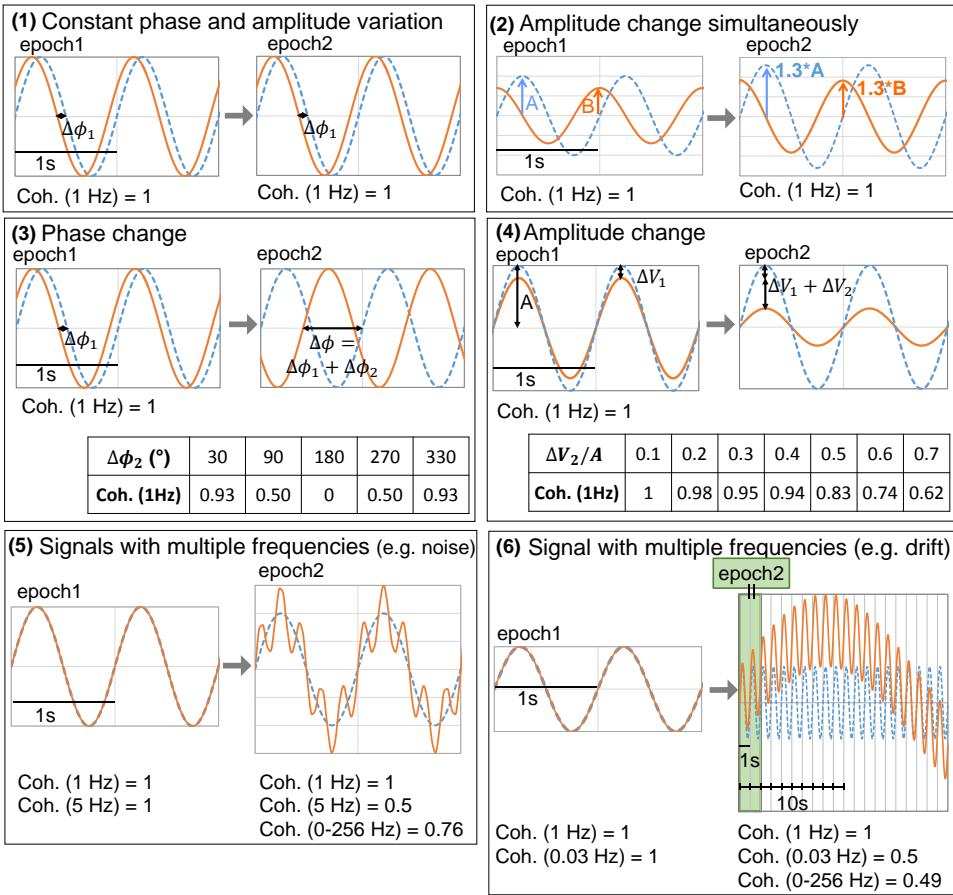 (1) Constant phase and amplitude variation
epoch1
epoch2
Δϕ₁
Δϕ₁
1s
Coh. (1 Hz) = 1
Coh. (1 Hz) = 1
(2) Amplitude change simultaneously
epoch1
epoch2
A
B
1.3*A
1.3*B
1s
Coh. (1 Hz) = 1
Coh. (1 Hz) = 1
(3) Phase change
epoch1
epoch2
Δϕ₁
1s
Δϕ =
Δϕ₁ + Δϕ₂
Coh. (1 Hz) = 1
Δϕ₂ (°) 30 90 180 270 330
Coh. (1Hz) 0.93 0.50 0 0.50 0.93
(4) Amplitude change
epoch1
epoch2
A
ΔV₁
ΔV₁ + ΔV₂
1s
Coh. (1 Hz) = 1
ΔV₂/A 0.1 0.2 0.3 0.4 0.5 0.6 0.7
Coh. (1Hz) 1 0.98 0.95 0.94 0.83 0.74 0.62
(5) Signals with multiple frequencies (e.g. noise)
epoch1
epoch2
1s
Coh. (1 Hz) = 1
Coh. (5 Hz) = 1
Coh. (1 Hz) = 1
Coh. (5 Hz) = 0.5
Coh. (0-256 Hz) = 0.76
(6) Signal with multiple frequencies (e.g. drift)
epoch2
epoch1
1s
1s
10s
Coh. (1 Hz) = 1
Coh. (0.03 Hz) = 1
Coh. (1 Hz) = 1
Coh. (0.03 Hz) = 0.5
Coh. (0-256 Hz) = 0.49